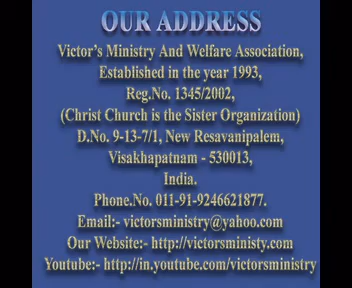 OUR ADDRESS
Victor's Ministry And Welfare Association,
Established in the year 1993,
Reg.No. 1345/2002,
(Christ Church is the Sister Organization)
D.No. 9-13-7/1, New Resavanipalem,
Visakhapatnam - 530013,
India.
Phone.No. 011-91-9246621877.
Email:- victorsministry@yahoo.com
Our Website:- http://victorsministy.com
Youtube:- http://in.youtube.com/victorsministry